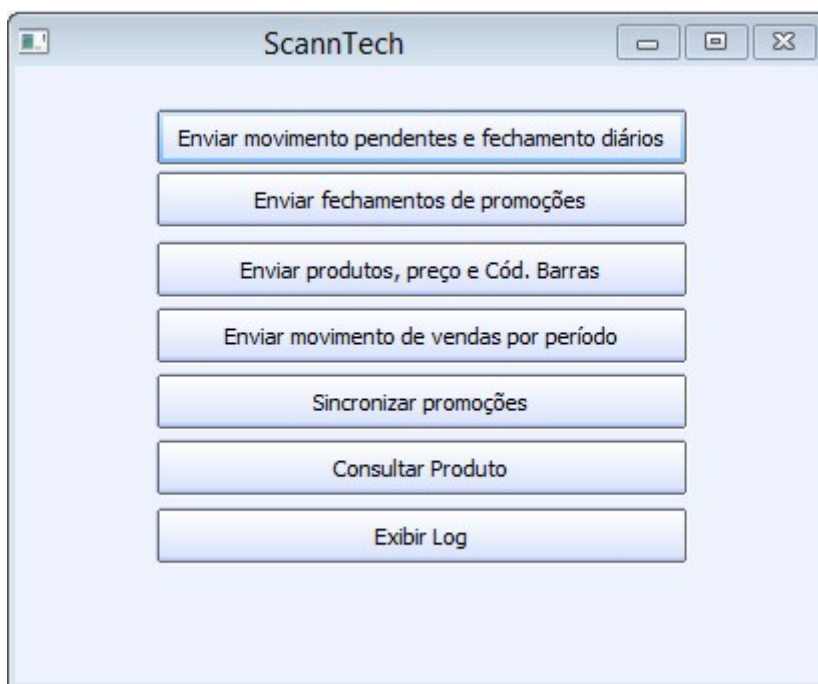 ScannTech
Enviar movimento pendentes e fechamento diários
Enviar fechamentos de promoções
Enviar produtos, preço e Cód. Barras
Enviar movimento de vendas por período
Sincronizar promoções
Consultar Produto
Exibir Log